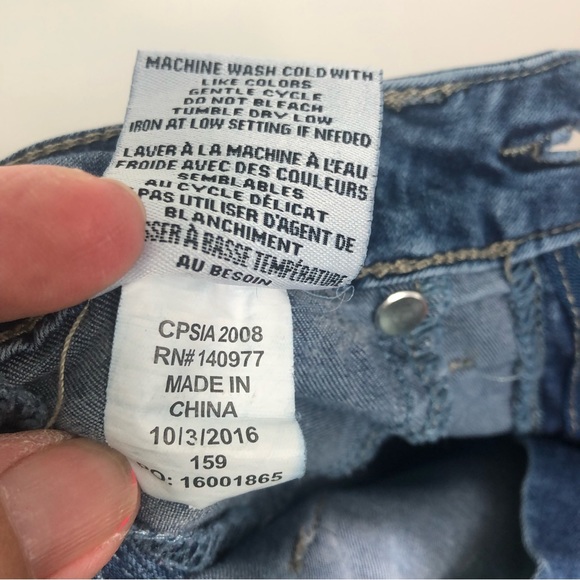 MACHINE WASH COLD WITH
LIKE COLORS
GENTLE CYCLE
DO NOT BLEACH
TUMBLE DRY LOW
IRON AT LOW SETTING IF NEEDED
LAVER À LA MACHINE À L'EAU
FROIDE AVEC DES COULEURS
SEMBLABLES
AU CYCLE DÉLICAT
PAS UTILISER D'AGENT DE
BLANCHIMENT
SSER À BASSE TEMPÉRATURE
AU BESOIN
CPSIA 2008
RN# 140977
MADE IN
CHINA
10/3/2016
159
PO: 16001865